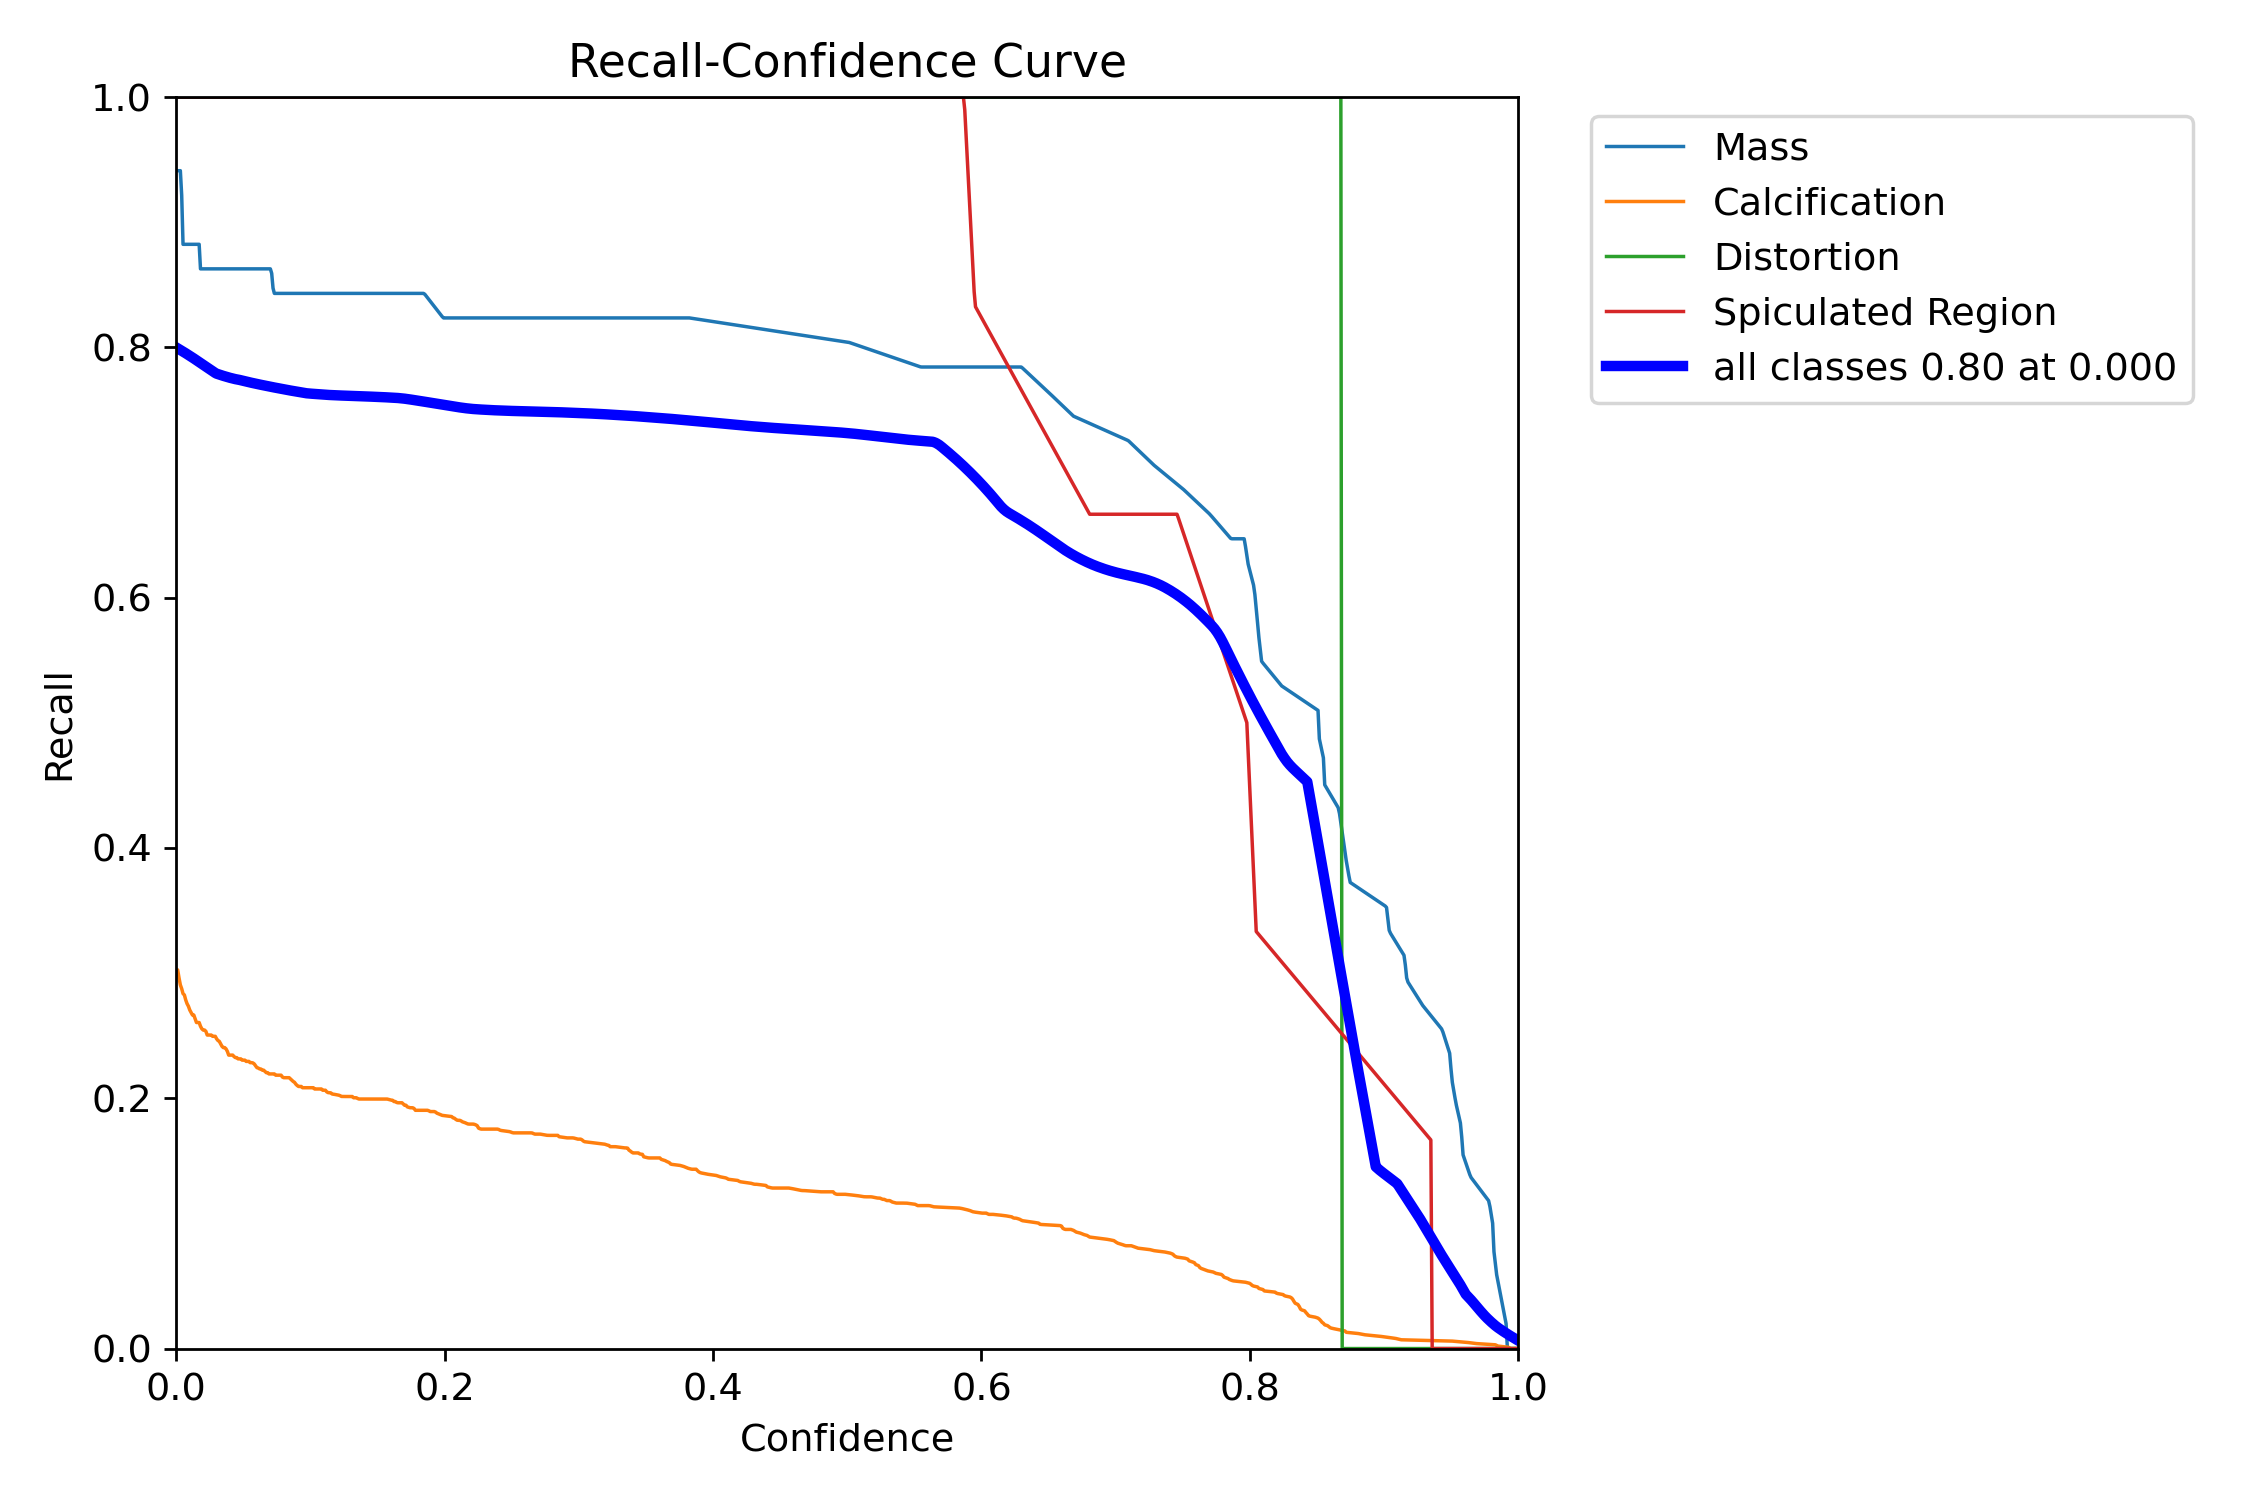 Recall-Confidence Curve
1.0
0.8
0.6
0.4
0.2
0.0
Recall
0.0 0.2 0.4 0.6 0.8 1.0
Confidence
Mass
Calcification
Distortion
Spiculated Region
all classes 0.80 at 0.000